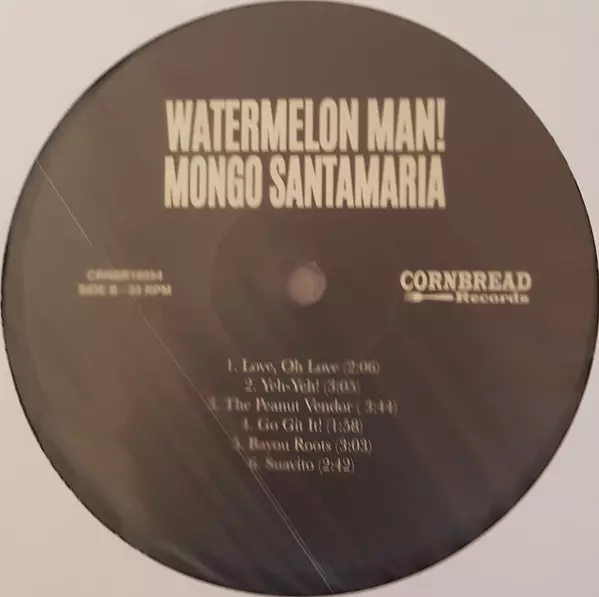 WATERMELON MAN!
MONGO SANTAMARIA
SIDE B - 33 RPM
CORNBREAD
Records
1. Love, Oh Love (2:06)
2. Yeh-Yeh! (3:05)
3. The Peanut Vendor ( 3:44)
4. Go Git It! (1:58)
5. Bayou Roots (3:03)
6. Suavito (2:42)